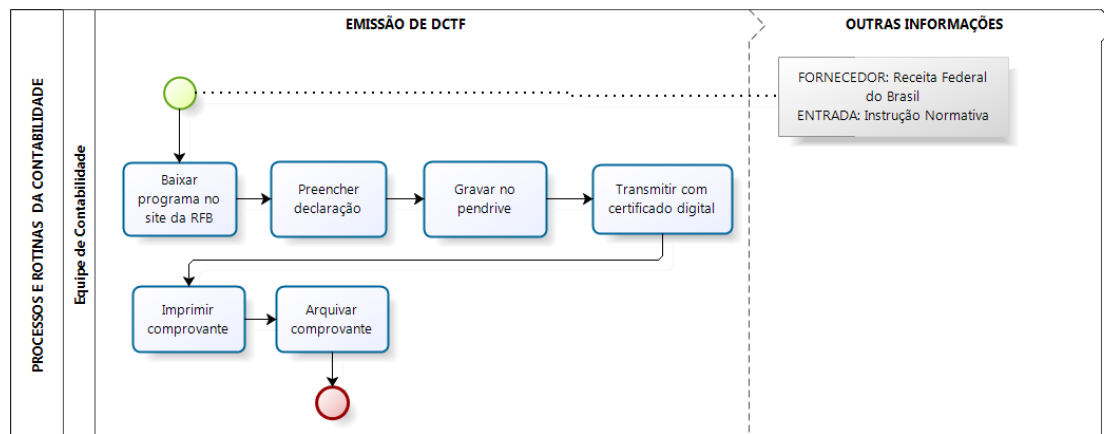 PROCESSOS E ROTINAS DA CONTABILIDADE
Equipe de Contabilidade
EMISSÃO DE DCTF
OUTRAS INFORMAÇÕES
FORNECEDOR: Receita Federal
do Brasil
ENTRADA: Instrução Normativa
Baixar
programa no
site da RFB
Preencher
declaração
Gravar no
pendrive
Transmitir com
certificado digital
Imprimir
comprovante
Arquivar
comprovante